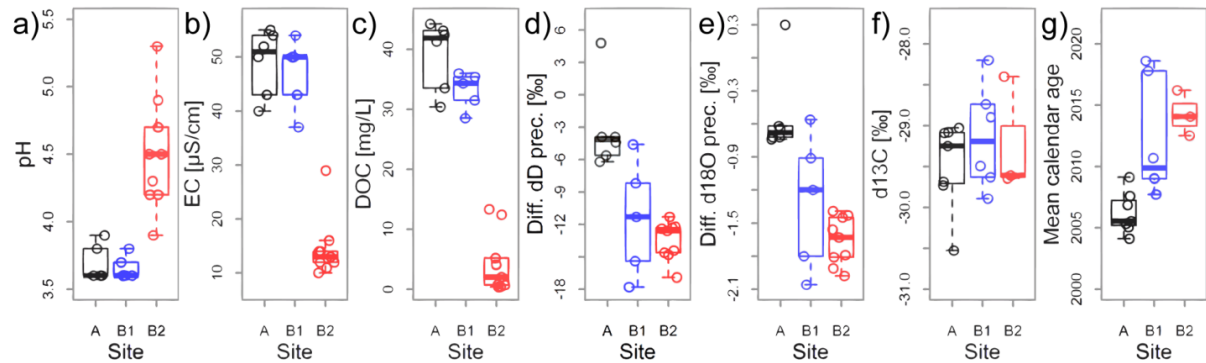 a) pH 3.5 4.0 4.5 5.0 5.5 A B1 B2 Site
b) EC [µS/cm] 10 20 30 40 50 A B1 B2 Site
c) DOC [mg/L] 0 20 40 A B1 B2 Site
d) Diff. dD prec. [‰] -18 -15 -12 -9 -6 -3 0 3 6 A B1 B2 Site
e) Diff. d18O prec. [‰] -2.1 -1.5 -0.9 -0.3 0.3 A B1 B2 Site
f) d13C [‰] -31.0 -30.0 -29.0 -28.0 A B1 B2 Site
g) Mean calendar age 2000 2005 2010 2015 2020 A B1 B2 Site